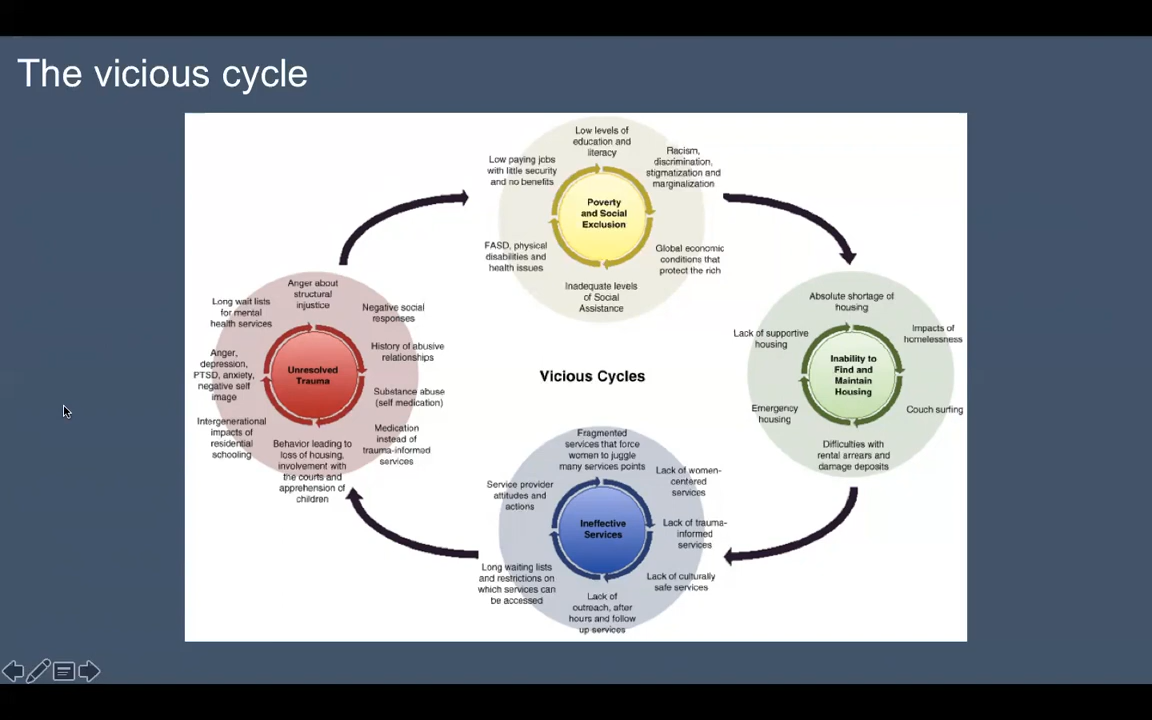 The vicious cycle
Low levels of
education and
literacy
Racism,
discrimination,
stigmatization and
marginalization
Global economic
conditions that
protect the rich
Inadequate levels
of Social
Assistance
FASD, physical
disabilities and
health issues
Low paying jobs
with little security
and no benefits
Poverty
and Social
Exclusion
Absolute shortage of
housing
Impacts of
homelessness
Couch surfing
Difficulties with
rental arrears and
damage deposits
Emergency
housing
Lack of supportive
housing
Inability to
Find and
Maintain
Housing
Vicious Cycles
Fragmented
services that force
women to juggle
many services points
Lack of women-
centered
services
Lack of trauma-
informed
services
Lack of culturally
safe services
Lack of
outreach, after
hours and follow
up services
Long waiting lists
and restrictions on
which services can
be accessed
Service provider
attitudes and
actions
Ineffective
Services
Anger about
structural
injustice
Negative social
responses
History of abusive
relationships
Substance abuse
(self medication)
Medication
instead of
trauma-informed
services
Behavior leading to
loss of housing,
involvement with
the courts and
apprehension of
children
Intergenerational
impacts of
residential
schooling
Anger,
depression,
PTSD, anxiety,
negative self
image
Long wait lists
for mental
health services
Unresolved
Trauma